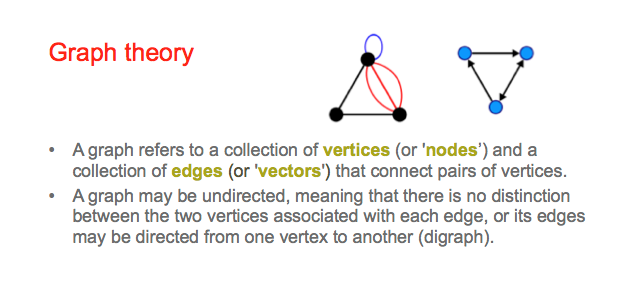 Graph theory
• A graph refers to a collection of vertices (or 'nodes’) and a
collection of edges (or 'vectors') that connect pairs of vertices.
• A graph may be undirected, meaning that there is no distinction
between the two vertices associated with each edge, or its edges
may be directed from one vertex to another (digraph).